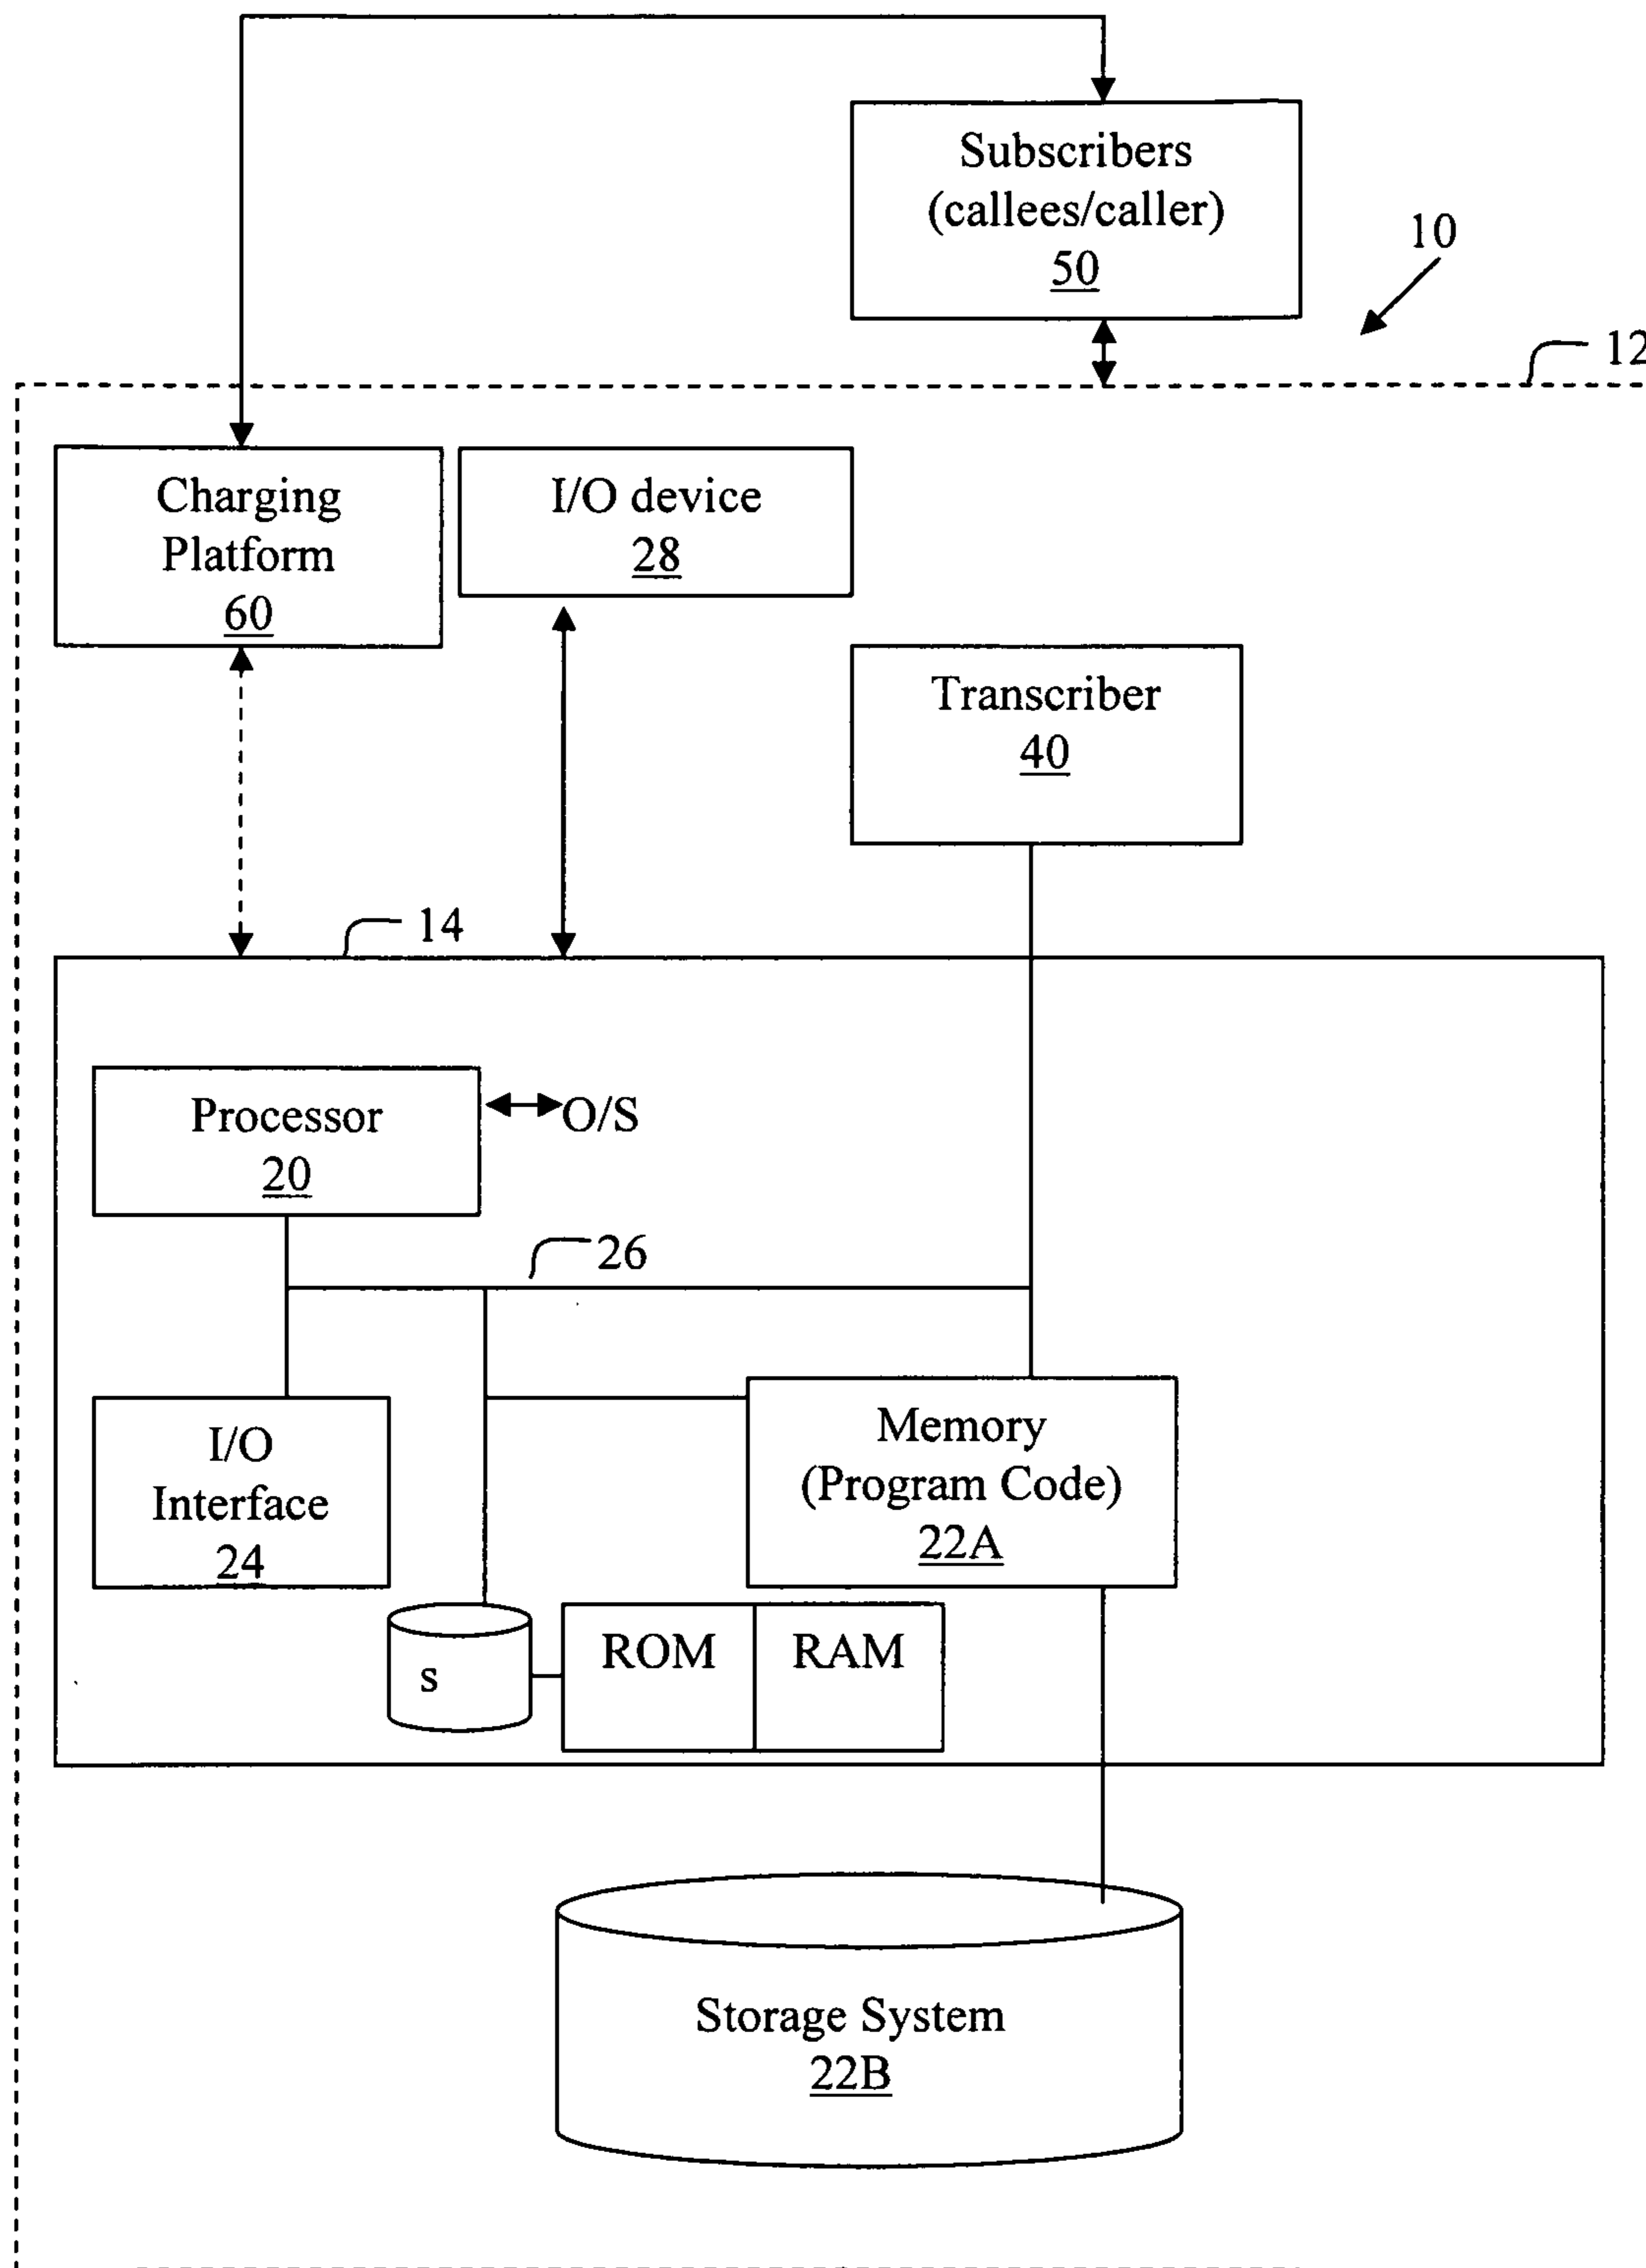 Subscribers
(callees/caller)
50
10
12
Charging
Platform
60
I/O device
28
Transcriber
40
14
Processor
20
O/S
26
I/O
Interface
24
Memory
(Program Code)
22A
s
ROM
RAM
Storage System
22B